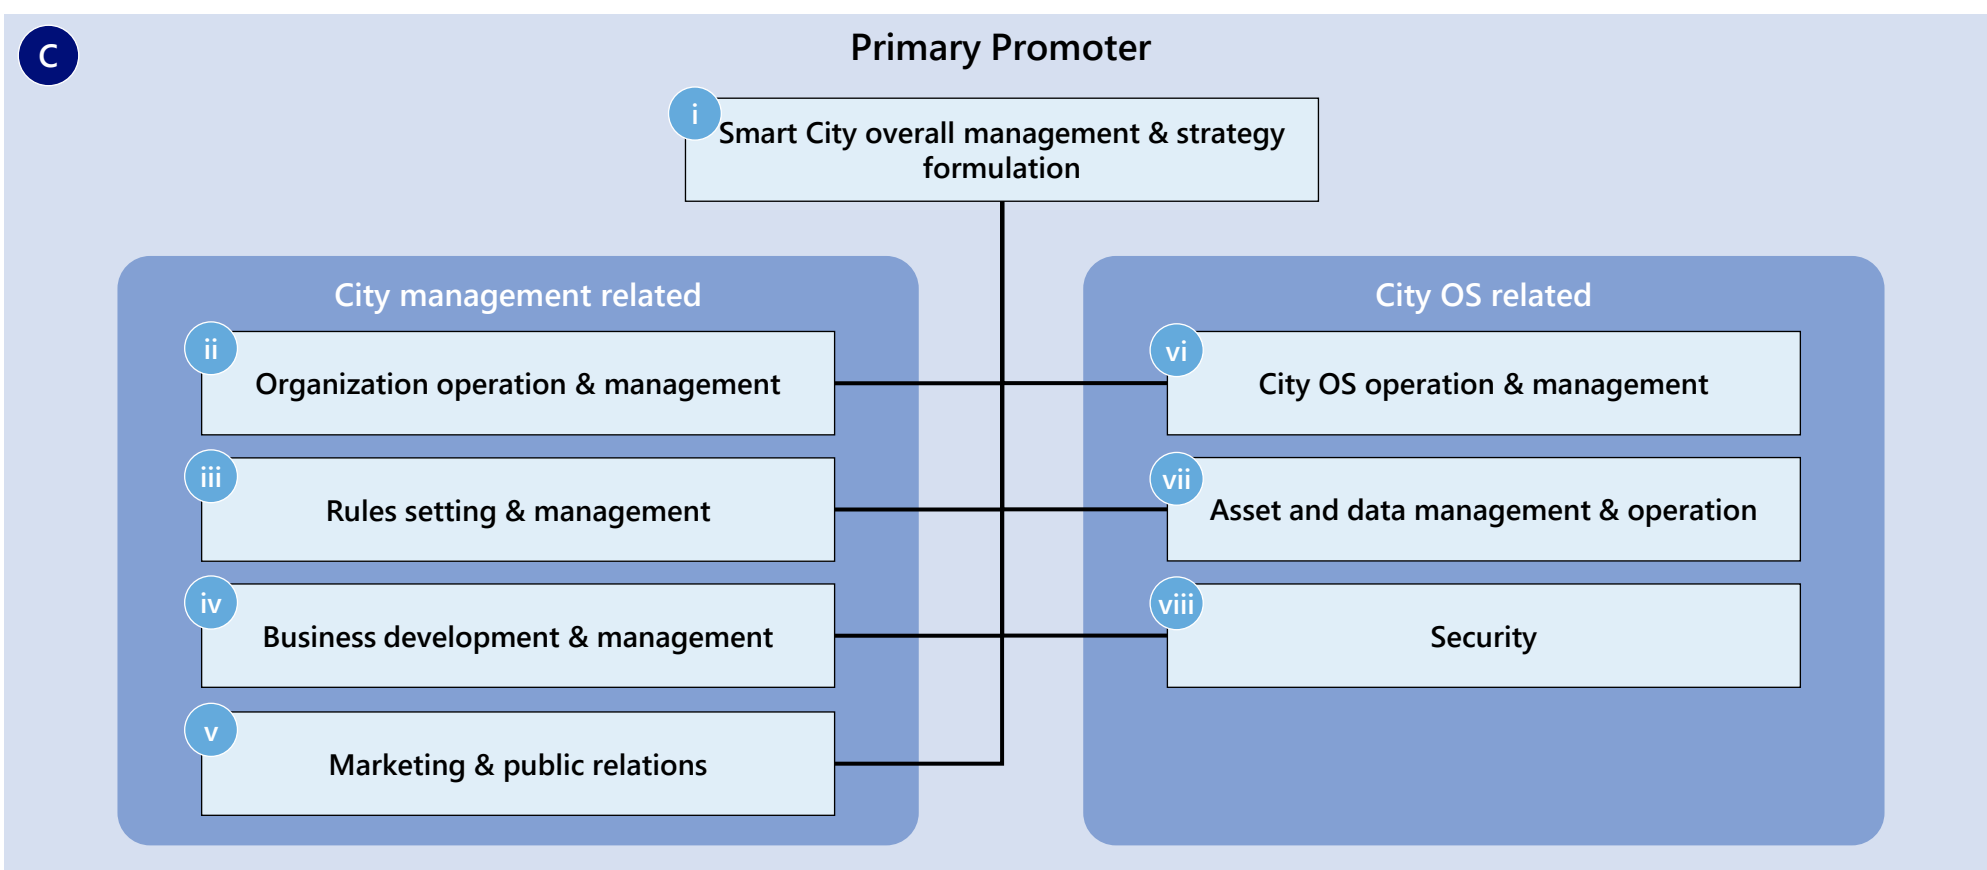 C
Primary Promoter
i
Smart City overall management & strategy
formulation
City management related
ii
Organization operation & management
iii
Rules setting & management
iv
Business development & management
v
Marketing & public relations
City OS related
vi
City OS operation & management
vii
Asset and data management & operation
viii
Security